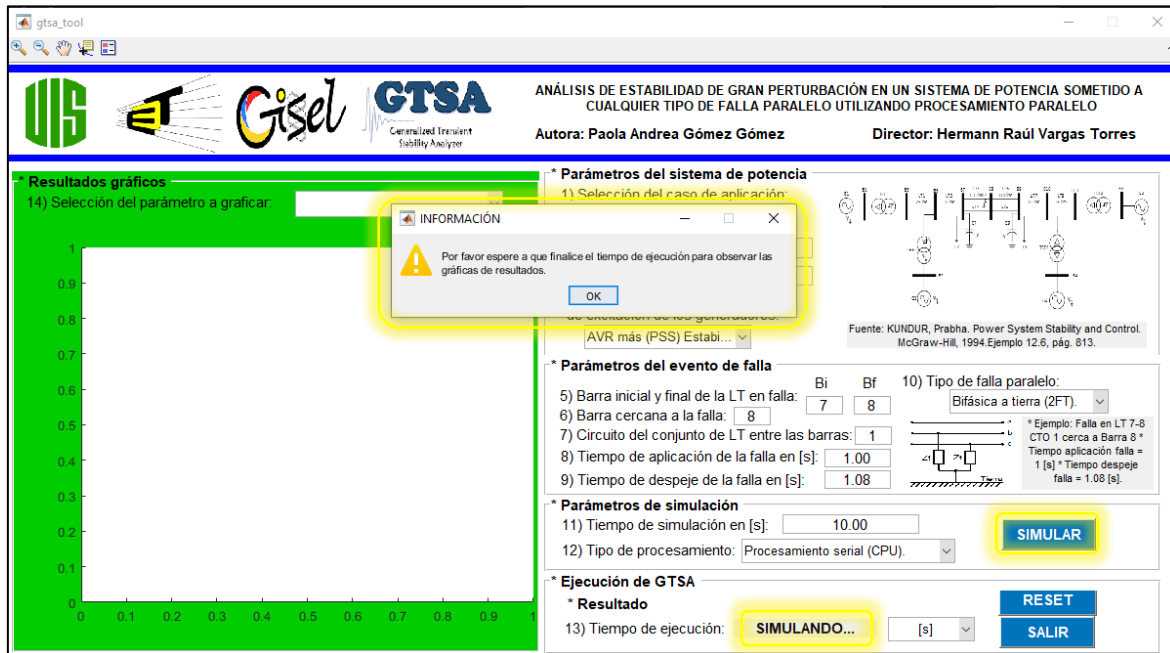 gtsa_tool
UIS
Gisel
GTSA
Generalized Transient
Stability Analyzer
ANÁLISIS DE ESTABILIDAD DE GRAN PERTURBACIÓN EN UN SISTEMA DE POTENCIA SOMETIDO A
CUALQUIER TIPO DE FALLA PARALELO UTILIZANDO PROCESAMIENTO PARALELO
Autora: Paola Andrea Gómez Gómez Director: Hermann Raúl Vargas Torres
* Resultados gráficos
14) Selección del parámetro a graficar:
1
0.9
0.8
0.7
0.6
0.5
0.4
0.3
0.2
0.1
0
0 0.1 0.2 0.3 0.4 0.5 0.6 0.7 0.8 0.9 1
INFORMACIÓN
Por favor espere a que finalice el tiempo de ejecución para observar las
gráficas de resultados.
OK
* Parámetros del sistema de potencia
1) Selección del caso de aplicación:
de excitación de los generadores:
AVR más (PSS) Estabi...
Fuente: KUNDUR, Prabha. Power System Stability and Control.
McGraw-Hill, 1994.Ejemplo 12.6, pág. 813.
* Parámetros del evento de falla
Bi Bf
5) Barra inicial y final de la LT en falla: 7 8
6) Barra cercana a la falla: 8
7) Circuito del conjunto de LT entre las barras: 1
8) Tiempo de aplicación de la falla en [s]: 1.00
9) Tiempo de despeje de la falla en [s]: 1.08
10) Tipo de falla paralelo:
Bifásica a tierra (2FT).
* Ejemplo: Falla en LT 7-8
CTO 1 cerca a Barra 8 *
Tiempo aplicación falla =
1 [s] * Tiempo despeje
falla = 1.08 [s].
* Parámetros de simulación
11) Tiempo de simulación en [s]: 10.00
12) Tipo de procesamiento: Procesamiento serial (CPU).
SIMULAR
* Ejecución de GTSA
* Resultado
13) Tiempo de ejecución: SIMULANDO... [s]
RESET
SALIR